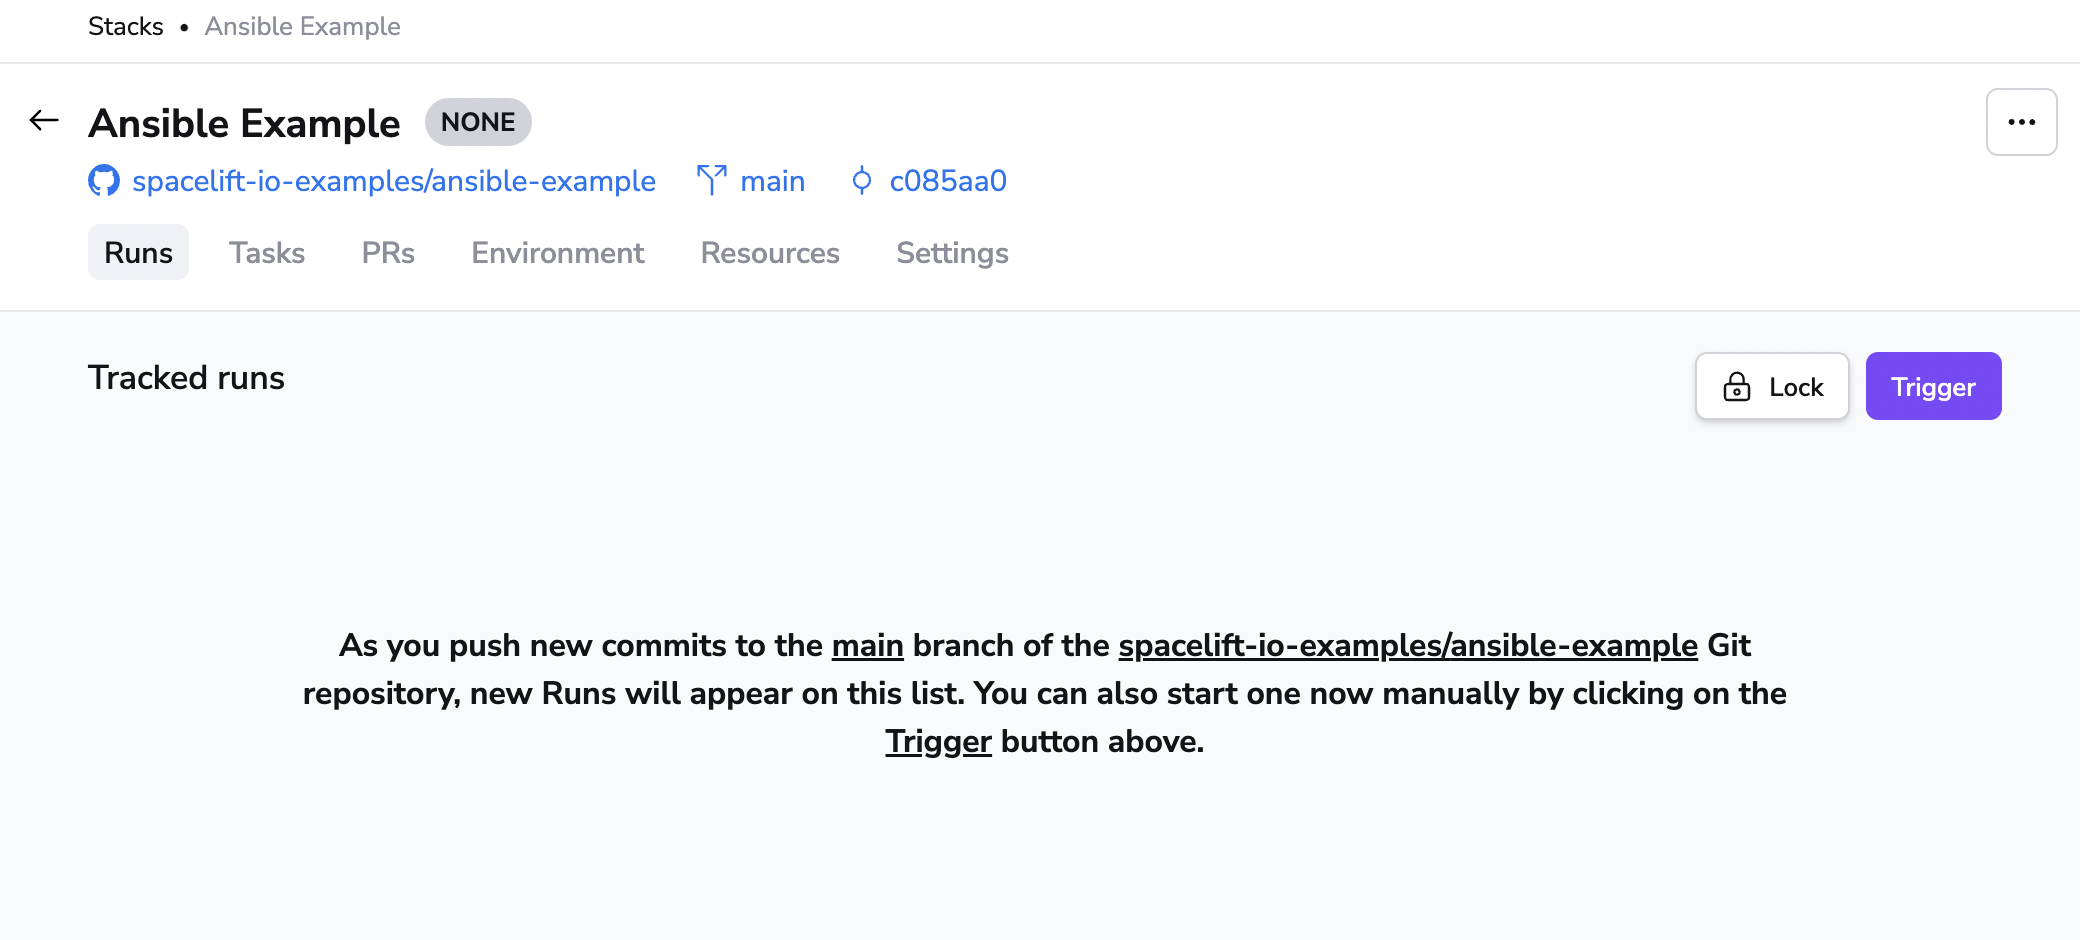 Stacks • Ansible Example
Ansible Example NONE
spacelift-io-examples/ansible-example main c085aa0
Runs Tasks PRs Environment Resources Settings
Tracked runs
Lock Trigger
As you push new commits to the main branch of the spacelift-io-examples/ansible-example Git
repository, new Runs will appear on this list. You can also start one now manually by clicking on the
Trigger button above.